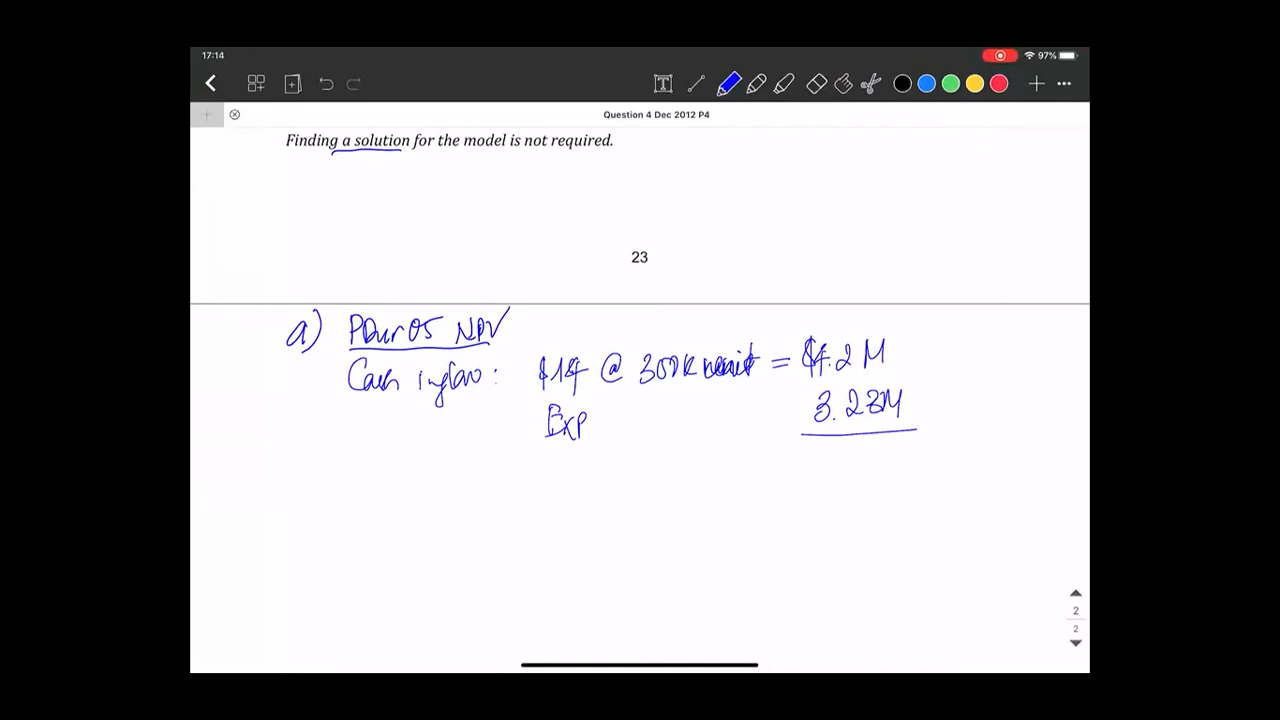 17:14
97%
T
Question 4 Dec 2012 P4
Finding a solution for the model is not required.
23
a) PDur05 NPV
Cash inflow: $14 @ 300K unit = $4.2 M
Exp 3.23M
2
2